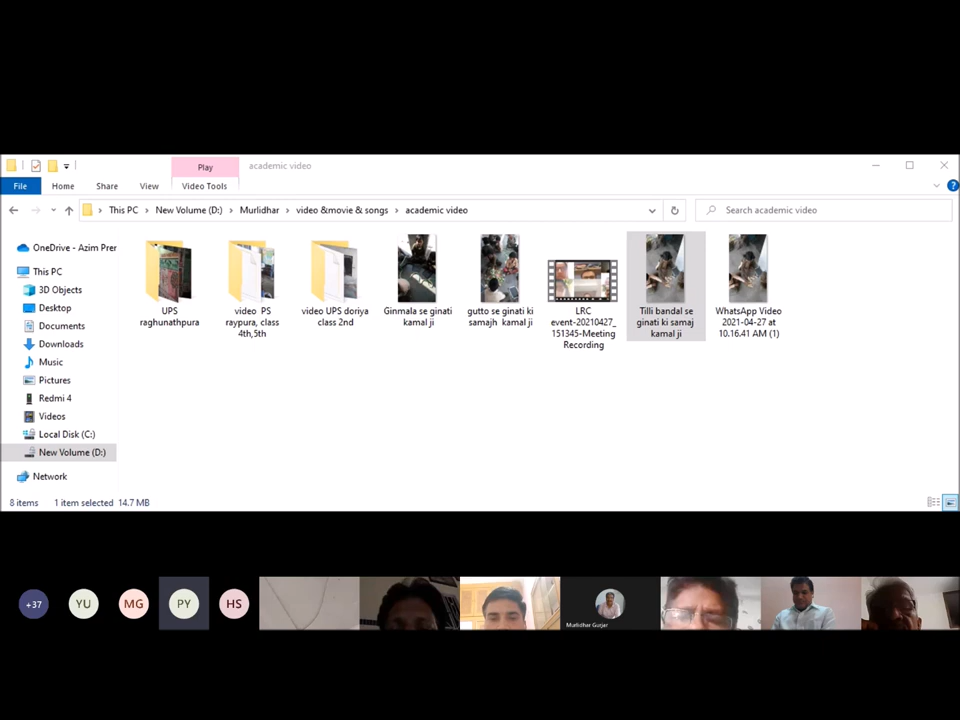 Play
academic video
File
Home
Share
View
Video Tools
This PC
New Volume (D:)
Murlidhar
video &movie & songs
academic video
Search academic video
OneDrive - Azim Prer
This PC
3D Objects
Desktop
Documents
Downloads
Music
Pictures
Redmi 4
Videos
Local Disk (C:)
New Volume (D:)
Network
UPS
raghunathpura
video PS
raypura, class
4th,5th
video UPS doriya
class 2nd
Ginmala se ginati
kamal ji
gutto se ginati ki
samajh kamal ji
LRC
event-20210427_
151345-Meeting
Recording
Tilli bandal se
ginati ki samaj
kamal ji
WhatsApp Video
2021-04-27 at
10.16.41 AM (1)
8 items
1 item selected 14.7 MB
+37
YU
MG
PY
HS
Murlidhar Gurjar